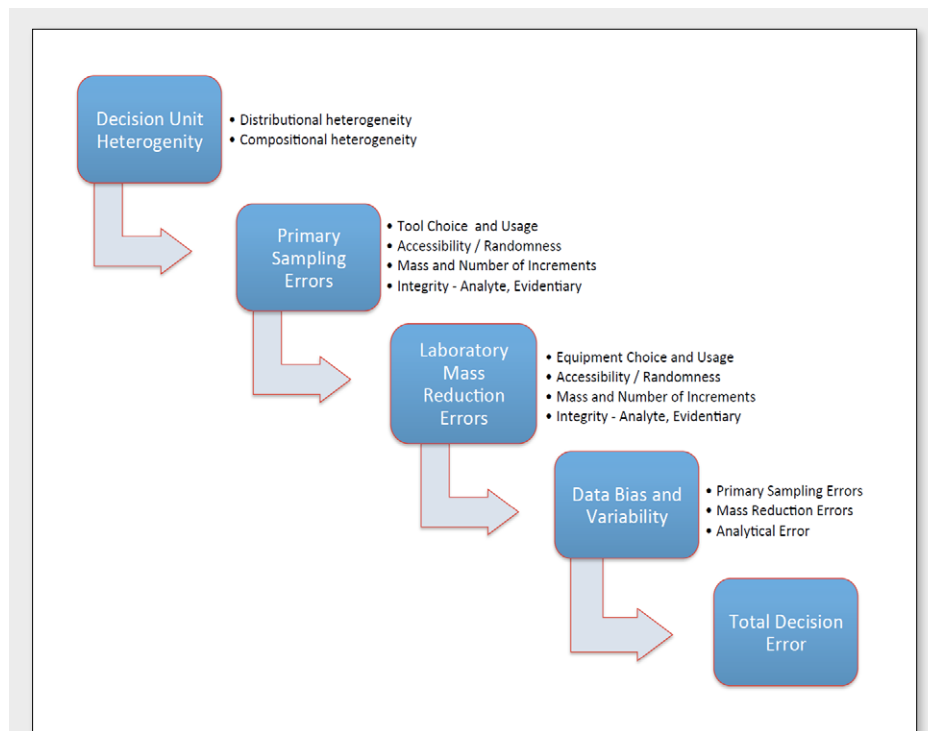 Decision Unit
Heterogenity
• Distributional heterogeneity
• Compositional heterogeneity
Primary
Sampling
Errors
• Tool Choice and Usage
• Accessibility / Randomness
• Mass and Number of Increments
• Integrity - Analyte, Evidentiary
Laboratory
Mass
Reduction
Errors
• Equipment Choice and Usage
• Accessibility / Randomness
• Mass and Number of Increments
• Integrity - Analyte, Evidentiary
Data Bias and
Variability
• Primary Sampling Errors
• Mass Reduction Errors
• Analytical Error
Total Decision
Error